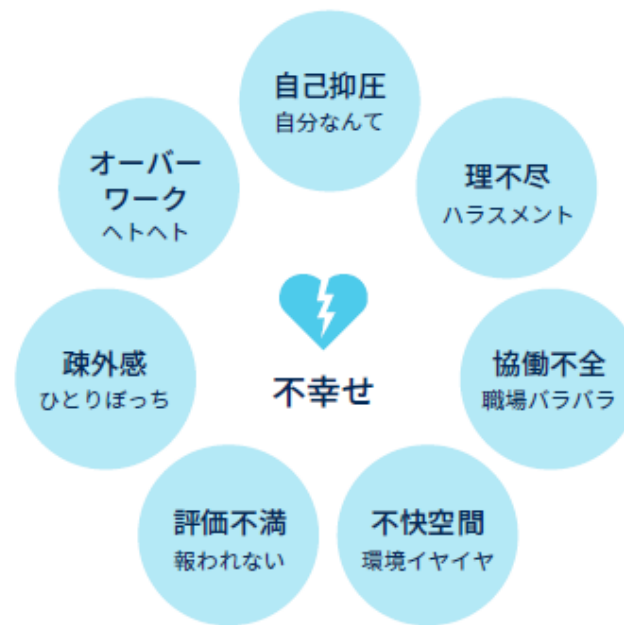 自己抑圧
自分なんて
理不尽
ハラスメント
協働不全
職場バラバラ
不快空間
環境イヤイヤ
評価不満
報われない
疎外感
ひとりぼっち
オーバー
ワーク
ヘトヘト
不幸せ